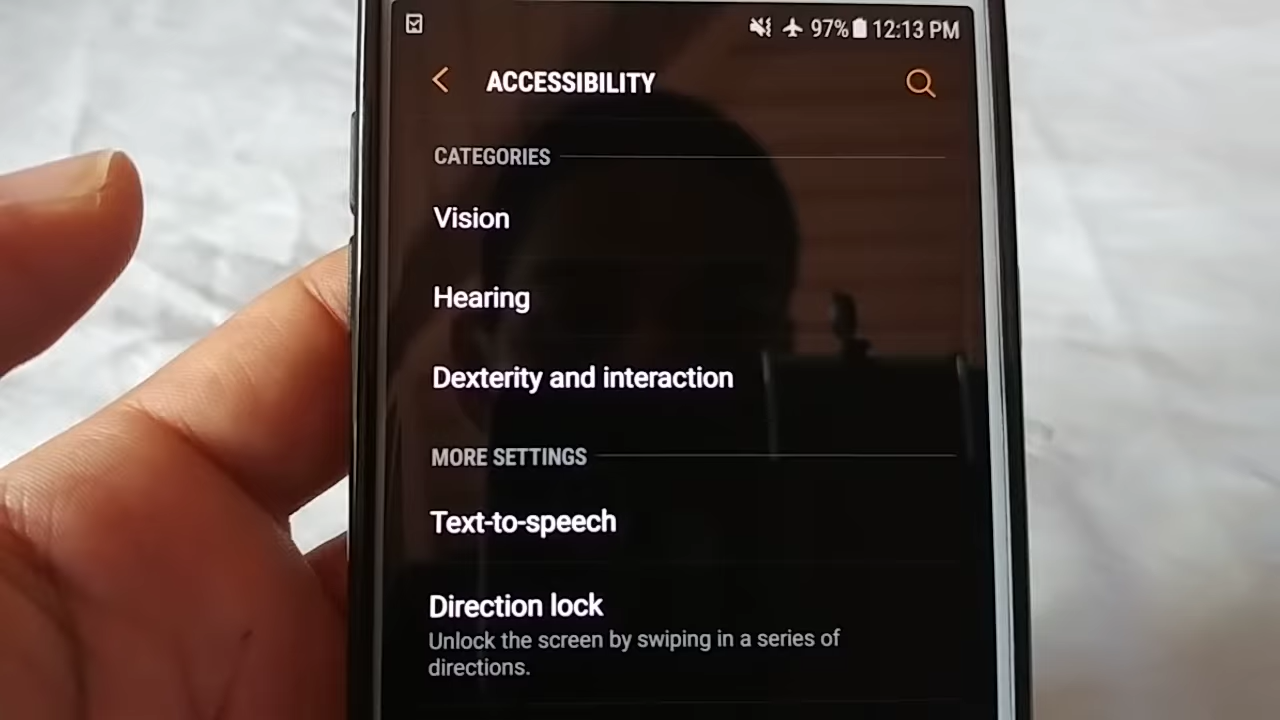 97% 12:13 PM
ACCESSIBILITY
CATEGORIES
Vision
Hearing
Dexterity and interaction
MORE SETTINGS
Text-to-speech
Direction lock
Unlock the screen by swiping in a series of
directions.